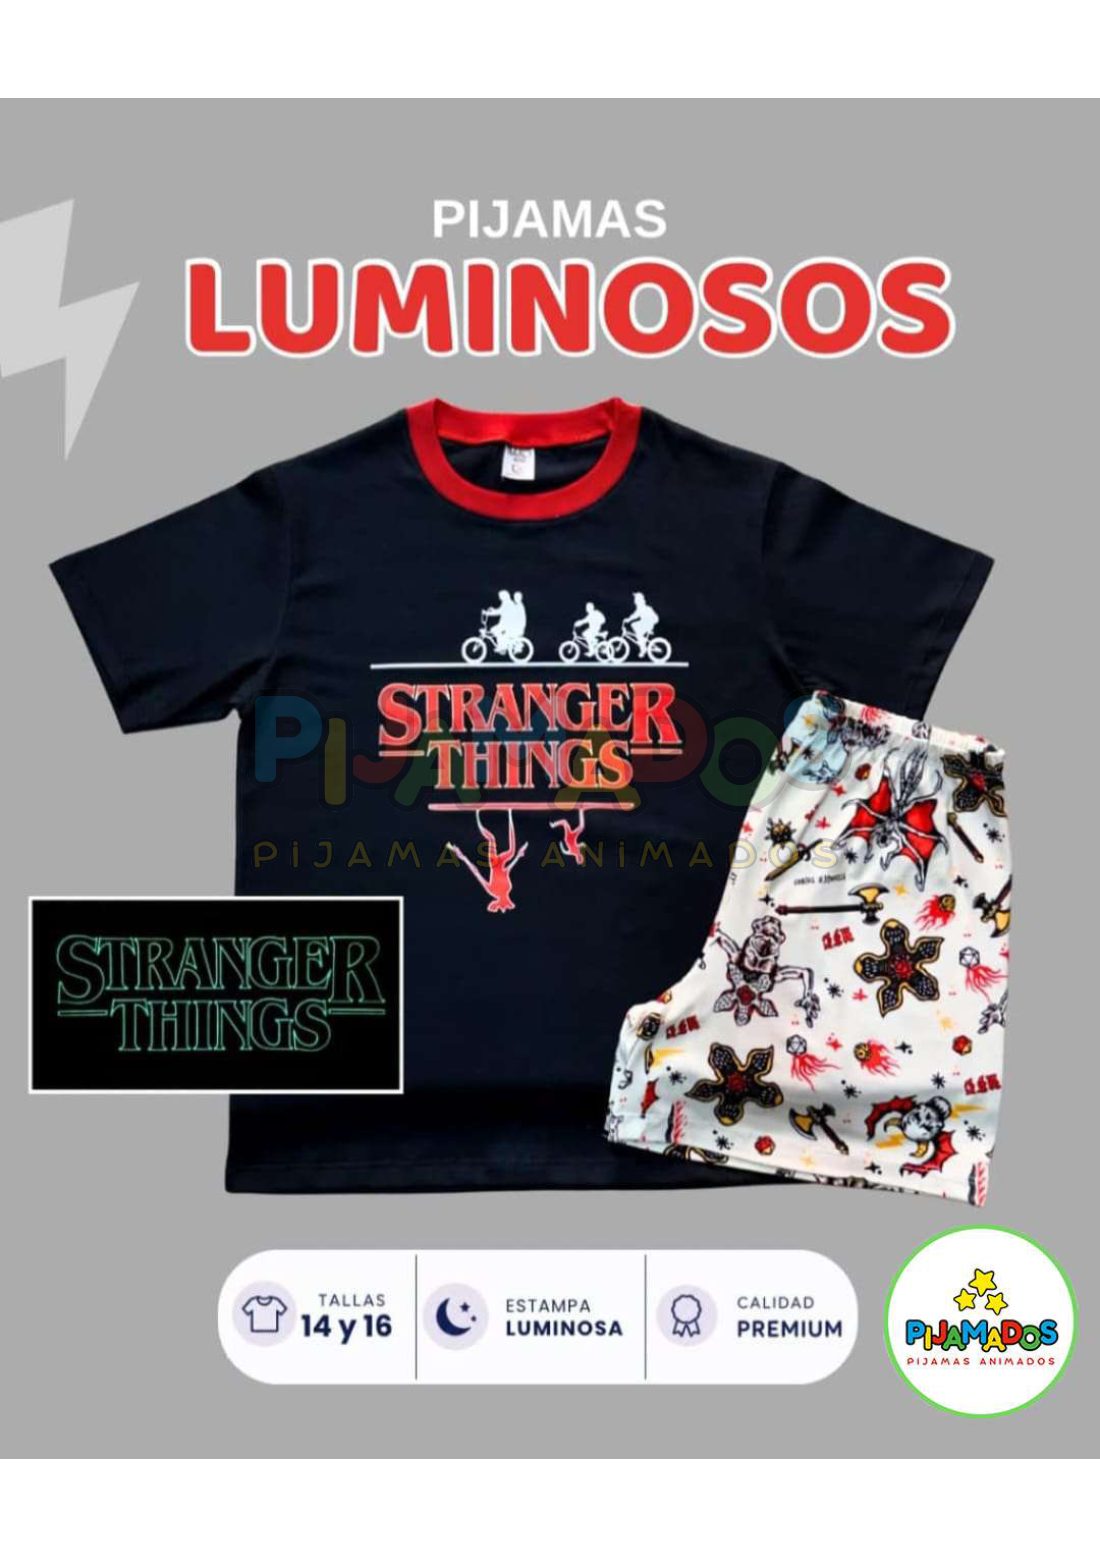 PIJAMAS
LUMINOSOS
STRANGER
THINGS
PIJAMADOS
PIJAMAS ANIMADOS
STRANGER
THINGS
TALLAS
14 y 16
ESTAMPA
LUMINOSA
CALIDAD
PREMIUM
PIJAMADOS
PIJAMAS ANIMADOS